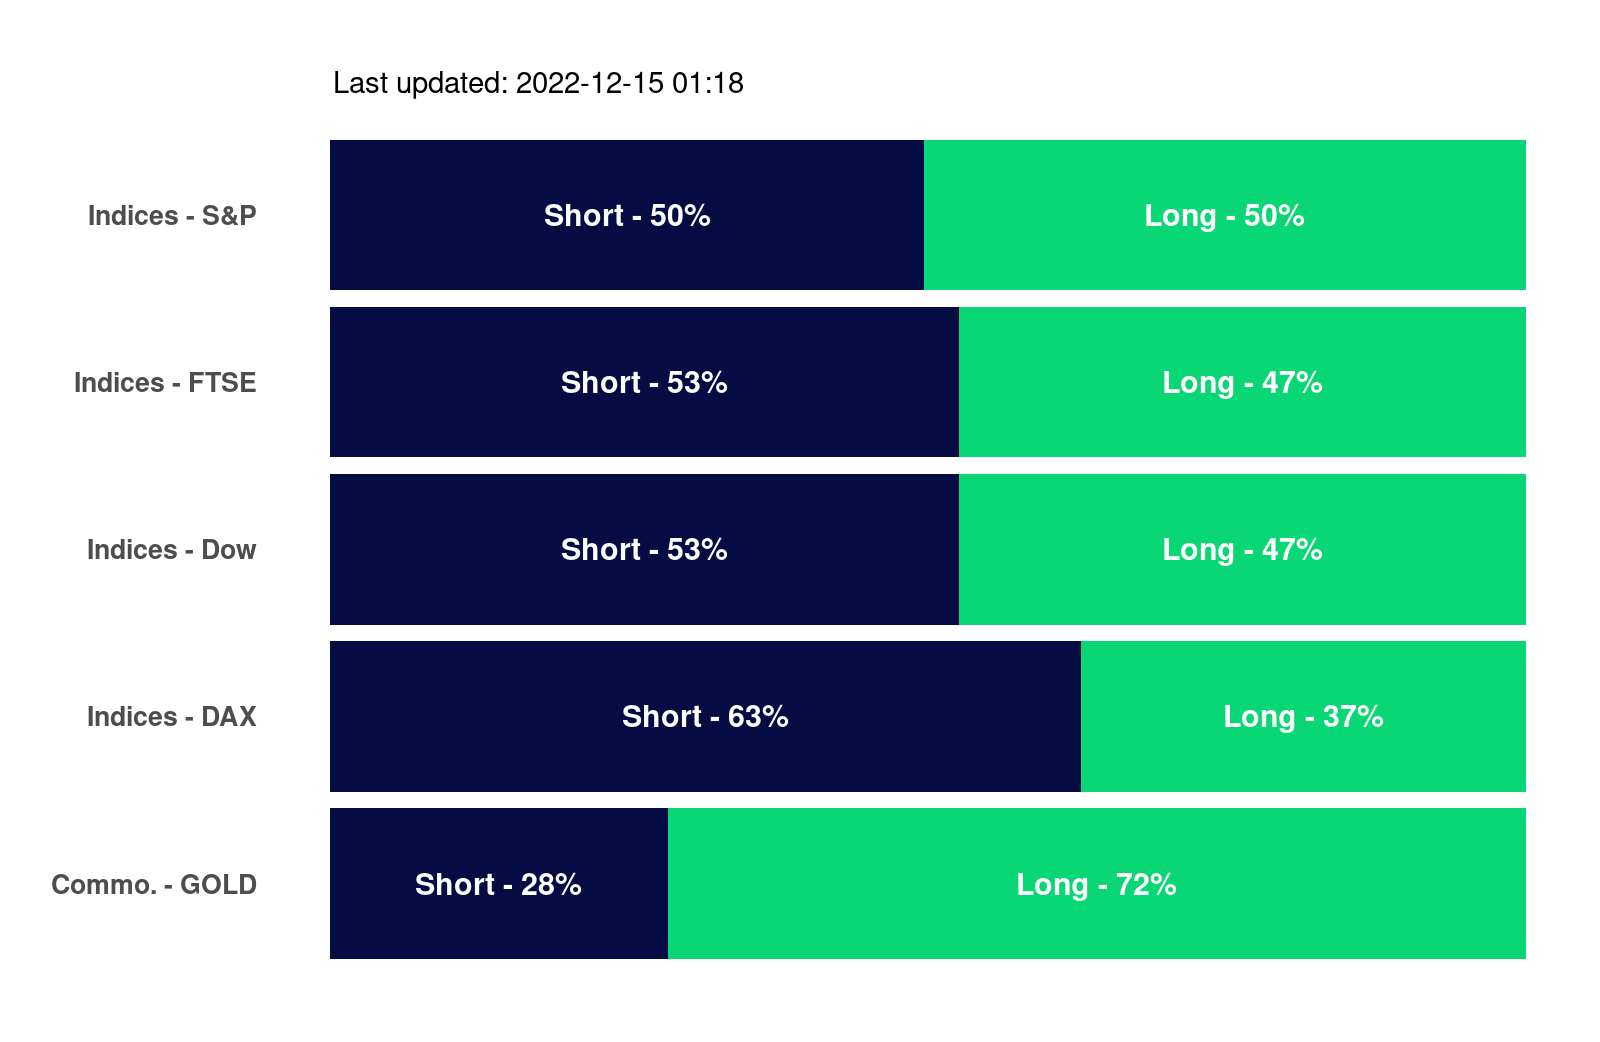 Last updated: 2022-12-15 01:18
Indices - S&P Short - 50% Long - 50%
Indices - FTSE Short - 53% Long - 47%
Indices - Dow Short - 53% Long - 47%
Indices - DAX Short - 63% Long - 37%
Commo. - GOLD Short - 28% Long - 72%